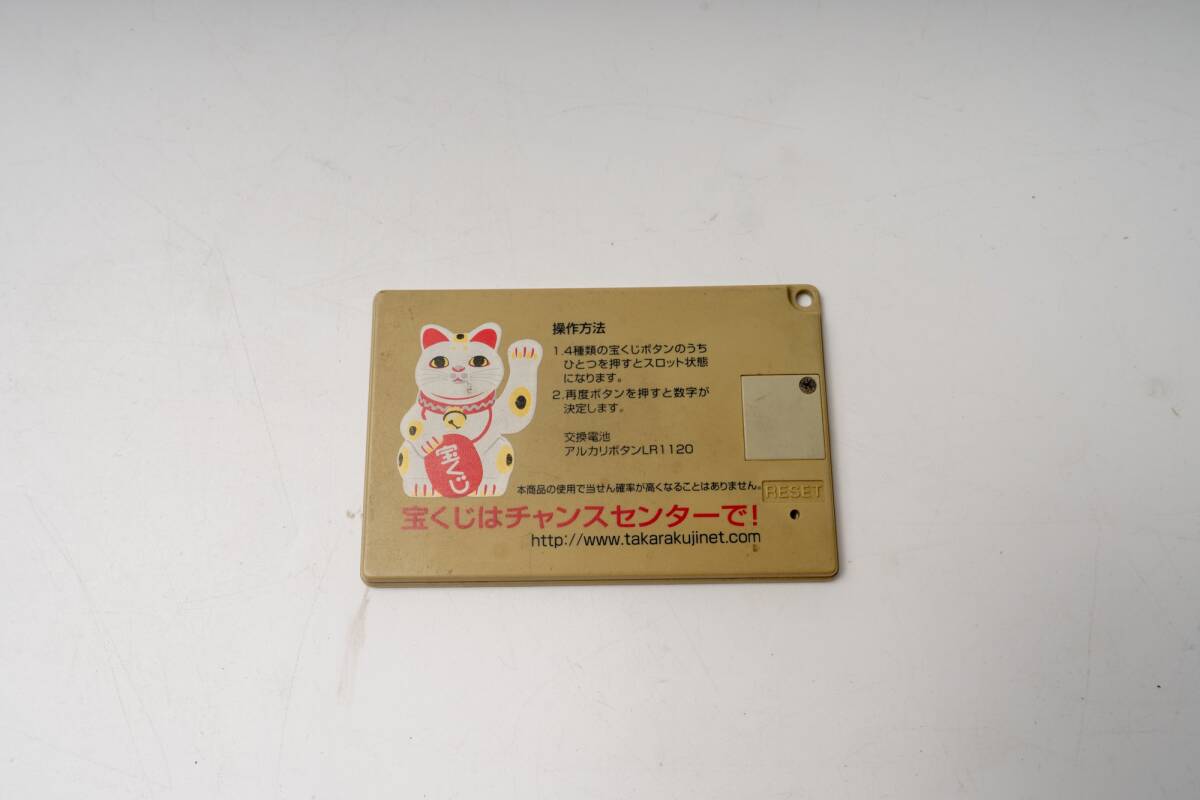 操作方法
1.4種類の宝くじボタンのうち
ひとつを押すとスロット状態
になります。
2.再度ボタンを押すと数字が
決定します。
交換電池
アルカリボタンLR1120
宝くじ
本商品の使用で当せん確率が高くなることはありません。
RESET
宝くじはチャンスセンターで!
http://www.takarakujinet.com